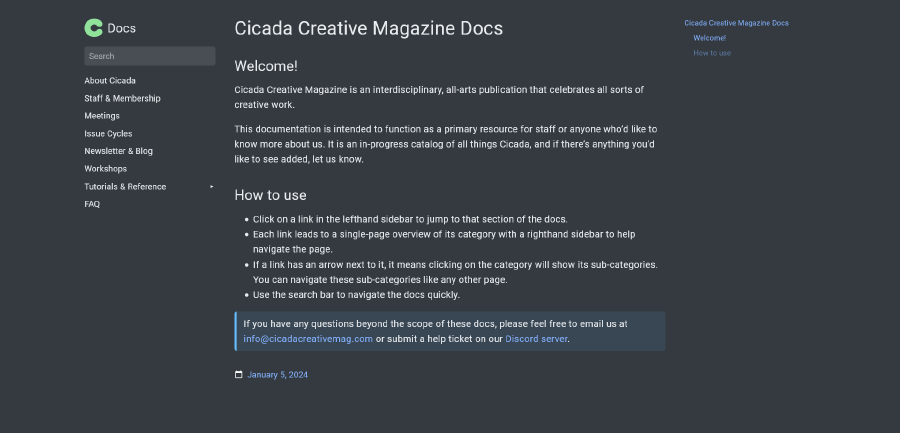 Docs
Search
About Cicada
Staff & Membership
Meetings
Issue Cycles
Newsletter & Blog
Workshops
Tutorials & Reference
FAQ
Cicada Creative Magazine Docs
Welcome!
Cicada Creative Magazine is an interdisciplinary, all-arts publication that celebrates all sorts of
creative work.
This documentation is intended to function as a primary resource for staff or anyone who'd like to
know more about us. It is an in-progress catalog of all things Cicada, and if there's anything you'd
like to see added, let us know.
How to use
• Click on a link in the lefthand sidebar to jump to that section of the docs.
• Each link leads to a single-page overview of its category with a righthand sidebar to help
navigate the page.
• If a link has an arrow next to it, it means clicking on the category will show its sub-categories.
You can navigate these sub-categories like any other page.
• Use the search bar to navigate the docs quickly.
If you have any questions beyond the scope of these docs, please feel free to email us at
info@cicadacreativemag.com or submit a help ticket on our Discord server.
January 5, 2024
Cicada Creative Magazine Docs
Welcome!
How to use